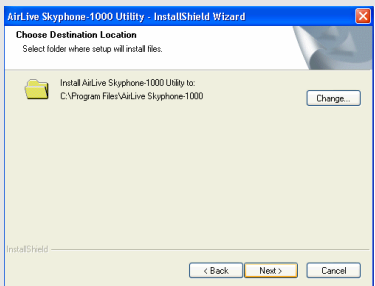 AirLive Skyphone-1000 Utility - InstallShield Wizard
Choose Destination Location
Select folder where setup will install files.
Install AirLive Skyphone-1000 Utility to:
C:\Program Files\AirLive Skyphone-1000
Change...
InstallShield
< Back
Next >
Cancel